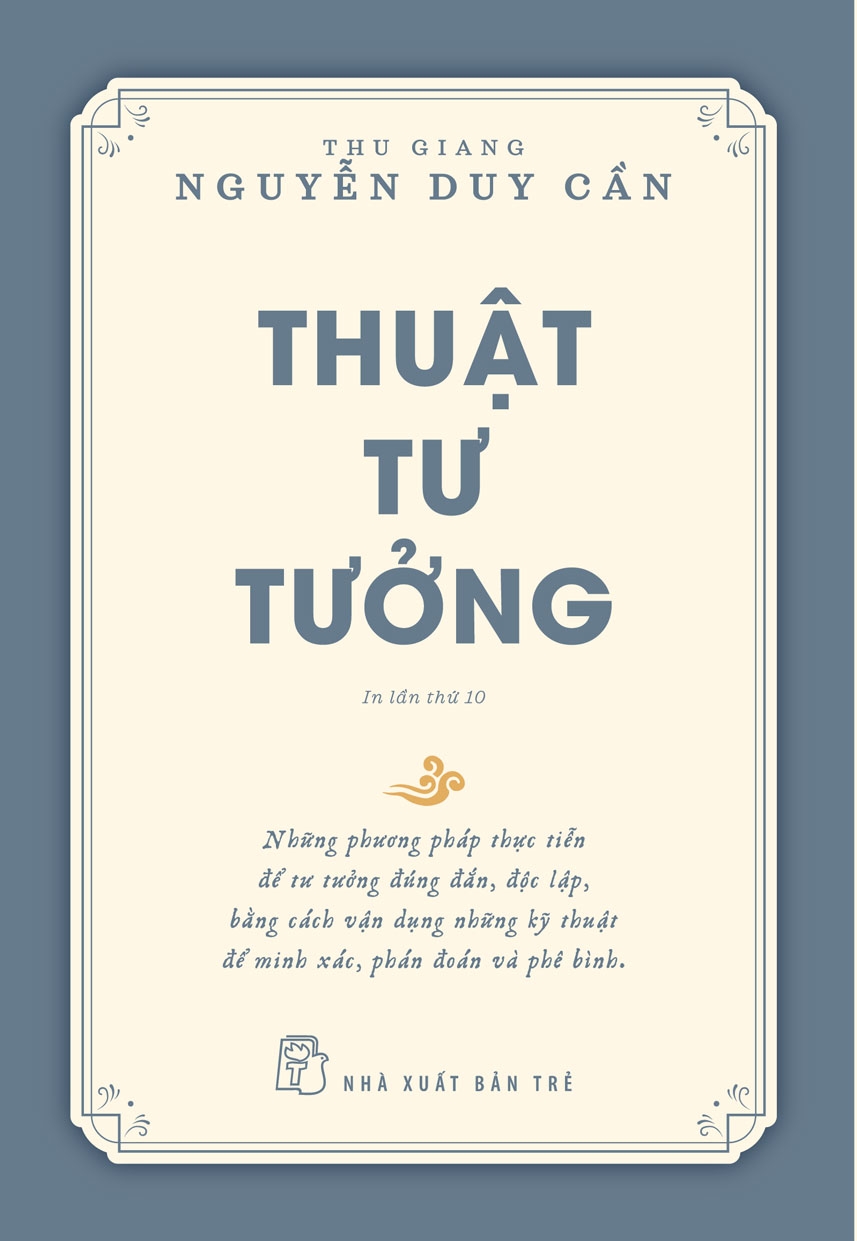 THU GIANG
NGUYỄN DUY CẦN
THUẬT
TƯ
TƯỞNG
In lần thứ 10
Những phương pháp thực tiễn
để tư tưởng đúng đắn, độc lập,
bằng cách vận dụng những kỹ thuật
để minh xác, phán đoán và phê bình.
T
NHÀ XUẤT BẢN TRẺ